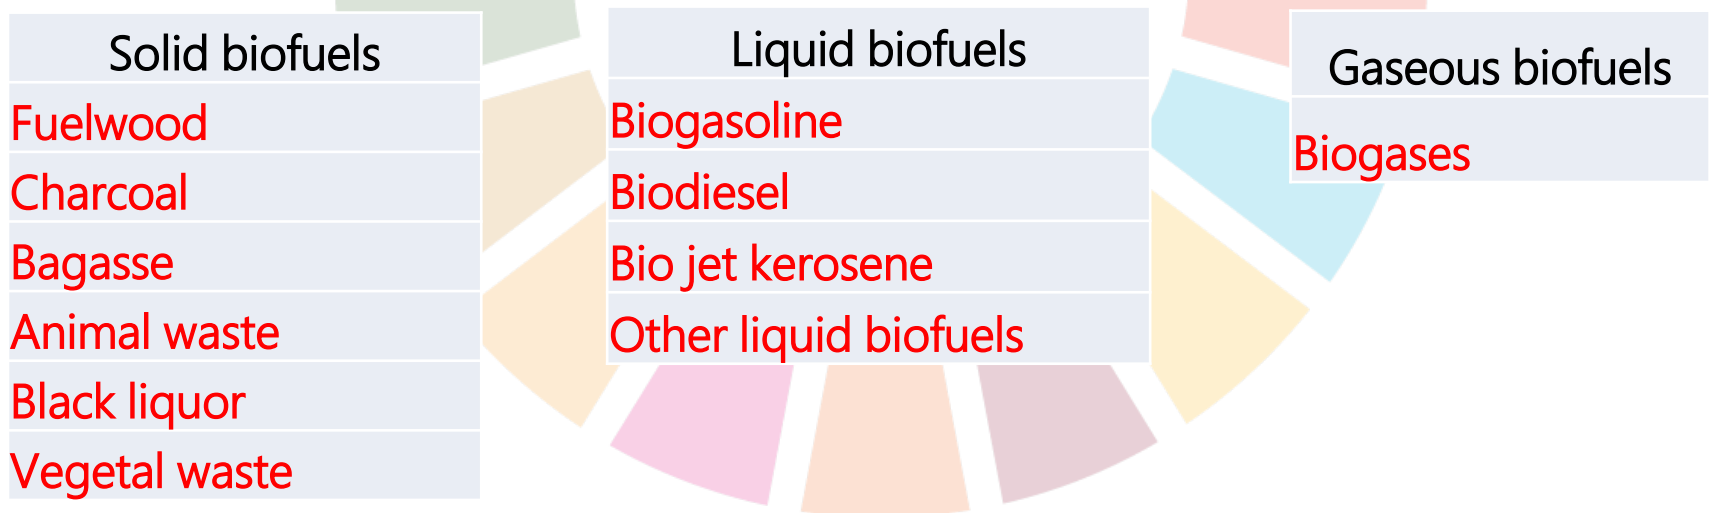 Solid biofuels
Fuelwood
Charcoal
Bagasse
Animal waste
Black liquor
Vegetal waste
Liquid biofuels
Biogasoline
Biodiesel
Bio jet kerosene
Other liquid biofuels
Gaseous biofuels
Biogases